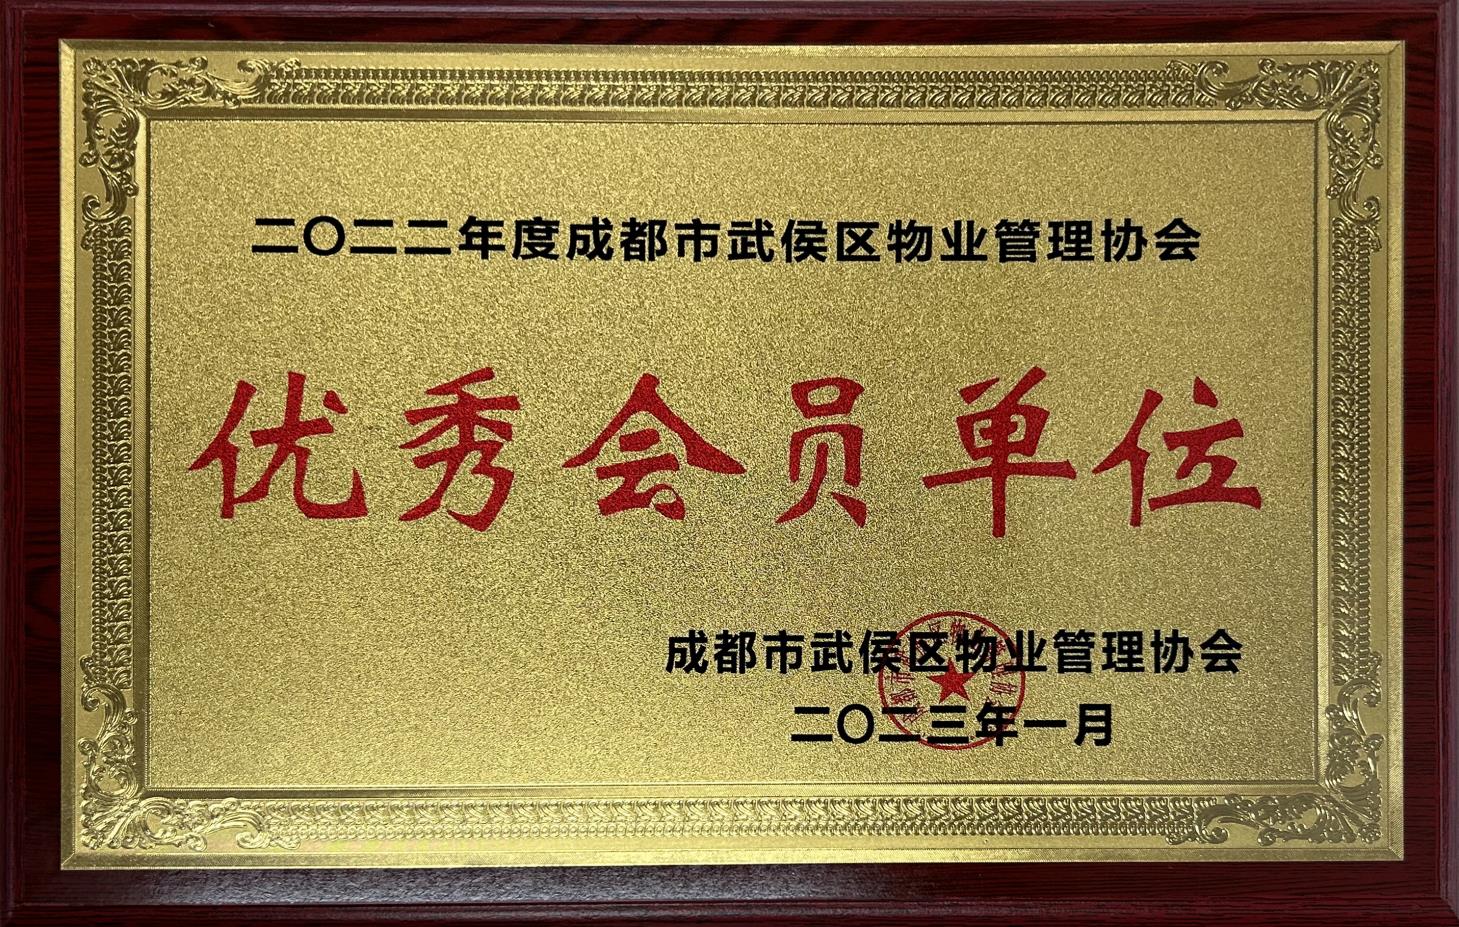 二〇二二年度成都市武侯区物业管理协会
优秀会员单位
成都市武侯区物业管理协会
二〇二三年一月